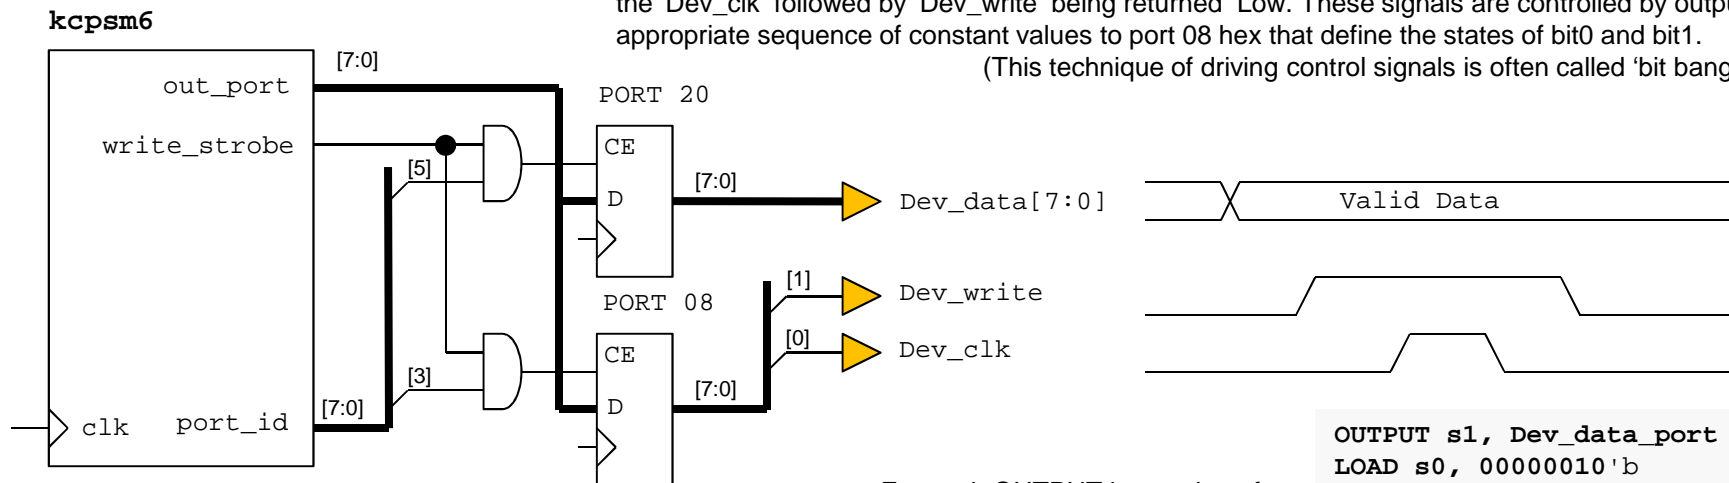 the 'Dev_clk' followed by 'Dev_write' being returned 'Low'. These signals are controlled by outpu
appropriate sequence of constant values to port 08 hex that define the states of bit0 and bit1.
(This technique of driving control signals is often called ‘bit bang
kcpsm6
out_port
[7:0]
write_strobe
[5]
[3]
clk
port_id
[7:0]
PORT 20
CE
D
[7:0]
Dev_data[7:0]
Valid Data
PORT 08
CE
D
[7:0]
[1]
Dev_write
[0]
Dev_clk
OUTPUT s1, Dev_data_port
LOAD s0, 00000010'b